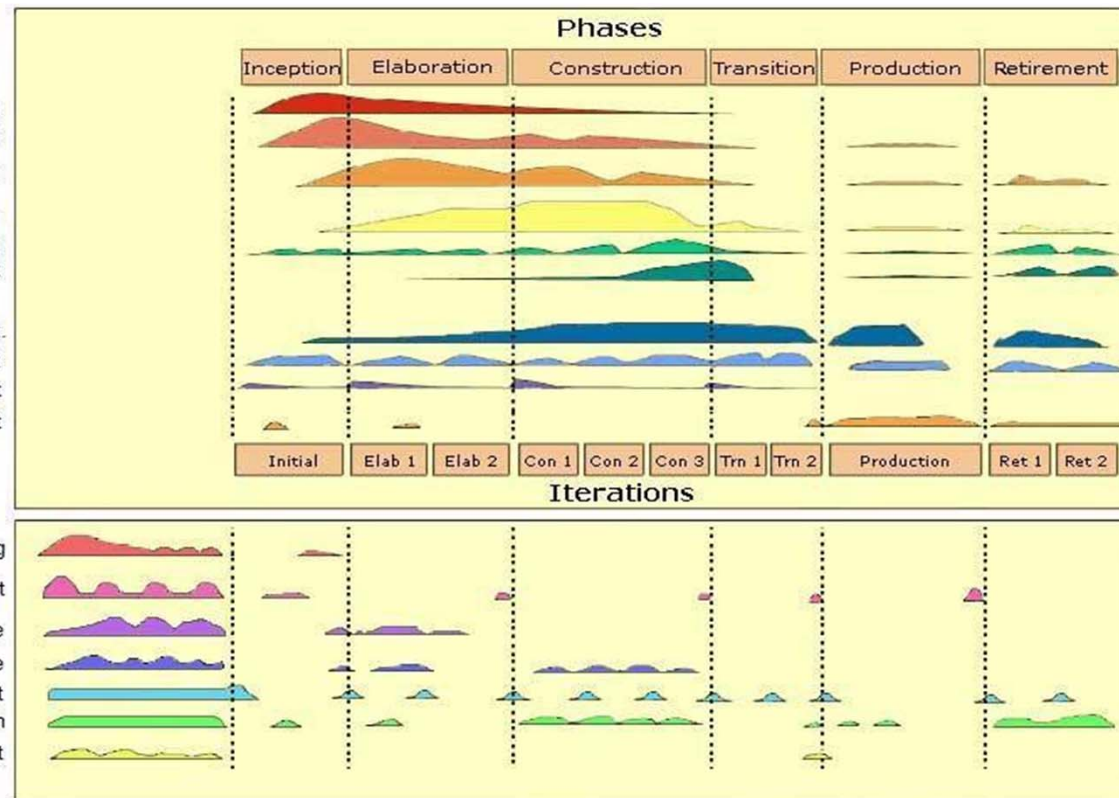 Phases
Inception Elaboration Construction Transition Production Retirement
Initial Elab 1 Elab 2 Con 1 Con 2 Con 3 Trn 1 Trn 2 Production Ret 1 Ret 2
Iterations